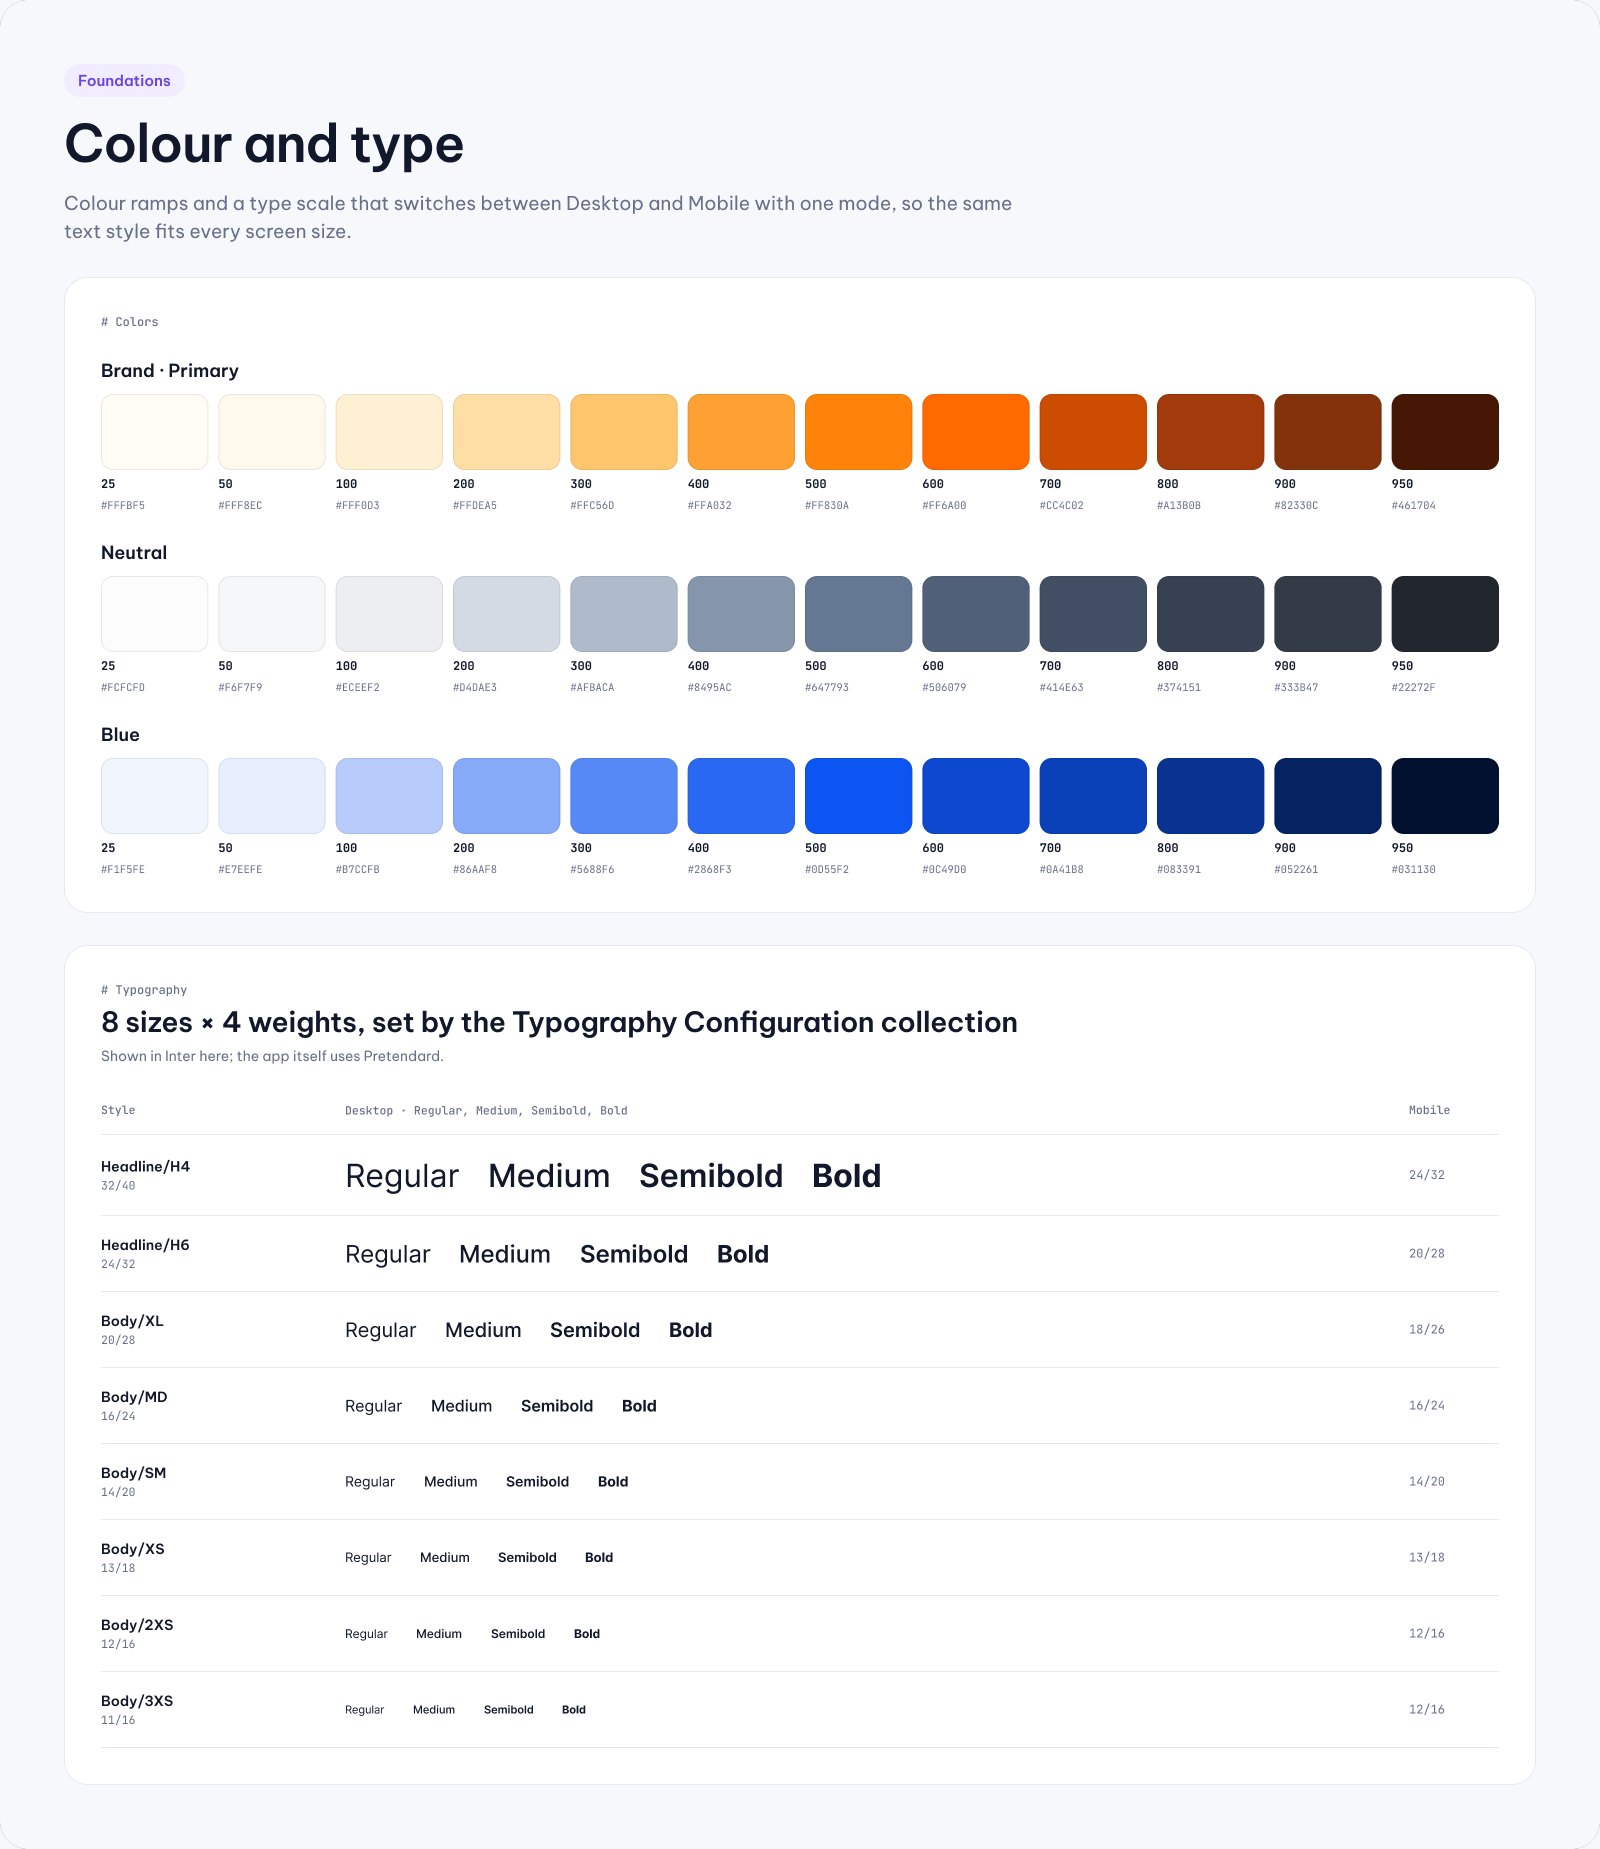 Foundations
Colour and type
Colour ramps and a type scale that switches between Desktop and Mobile with one mode, so the same
text style fits every screen size.
# Colors
Brand · Primary
25 50 100 200 300 400 500 600 700 800 900 950
#FFFBF5 #FFF8EC #FFF0D3 #FFDEA5 #FFC56D #FFA032 #FF830A #FF6A00 #CC4C02 #A13B0B #82330C #461704
Neutral
25 50 100 200 300 400 500 600 700 800 900 950
#FCFCFD #F6F7F9 #ECEEF2 #D4DAE3 #AFBACA #8495AC #647793 #506079 #414E63 #374151 #333B47 #22272F
Blue
25 50 100 200 300 400 500 600 700 800 900 950
#F1F5FE #E7EEFE #B7CCFB #86AAF8 #5688F6 #2868F3 #0D55F2 #0C49D0 #0A41B8 #083391 #052261 #031130
# Typography
8 sizes × 4 weights, set by the Typography Configuration collection
Shown in Inter here; the app itself uses Pretendard.
Style Desktop · Regular, Medium, Semibold, Bold Mobile
Headline/H4
32/40
Regular Medium Semibold Bold
24/32
Headline/H6
24/32
Regular Medium Semibold Bold
20/28
Body/XL
20/28
Regular Medium Semibold Bold
18/26
Body/MD
16/24
Regular Medium Semibold Bold
16/24
Body/SM
14/20
Regular Medium Semibold Bold
14/20
Body/XS
13/18
Regular Medium Semibold Bold
13/18
Body/2XS
12/16
Regular Medium Semibold Bold
12/16
Body/3XS
11/16
Regular Medium Semibold Bold
12/16